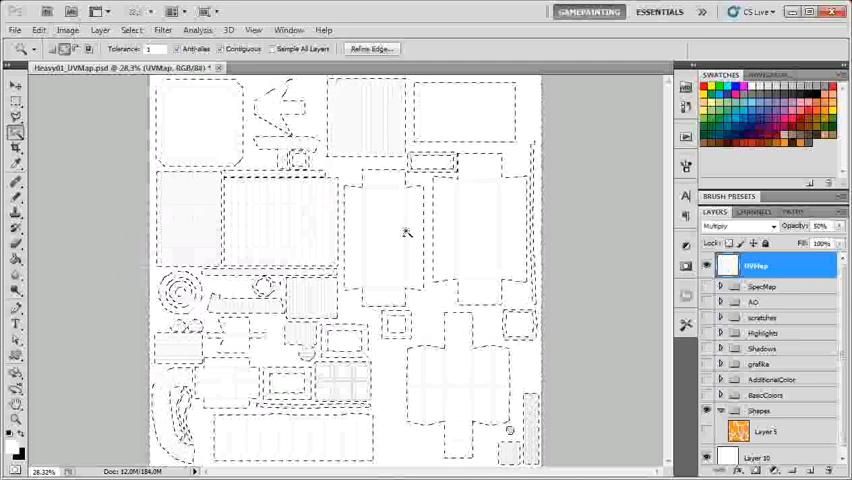 Ps
GAMEPAINTING
ESSENTIALS
CS Live
File Edit Image Layer Select Filter Analysis 3D View Window Help
Tolerance: 1 Anti-alias Contiguous Sample All Layers Refine Edge...
Heavy01_UVMap.psd @ 28,3% (UVMap, RGB/8#) *
SWATCHES
BRUSH PRESETS
LAYERS CHANNELS PATHS
Multiply Opacity: 50%
Lock: Fill: 100%
UVMap
SpecMap
AO
scratches
Highlights
Shadows
grafika
AdditionalColor
BasicColors
Shapes
Layer 5
Layer 10
28.32% Doc: 12.0M/184.0M